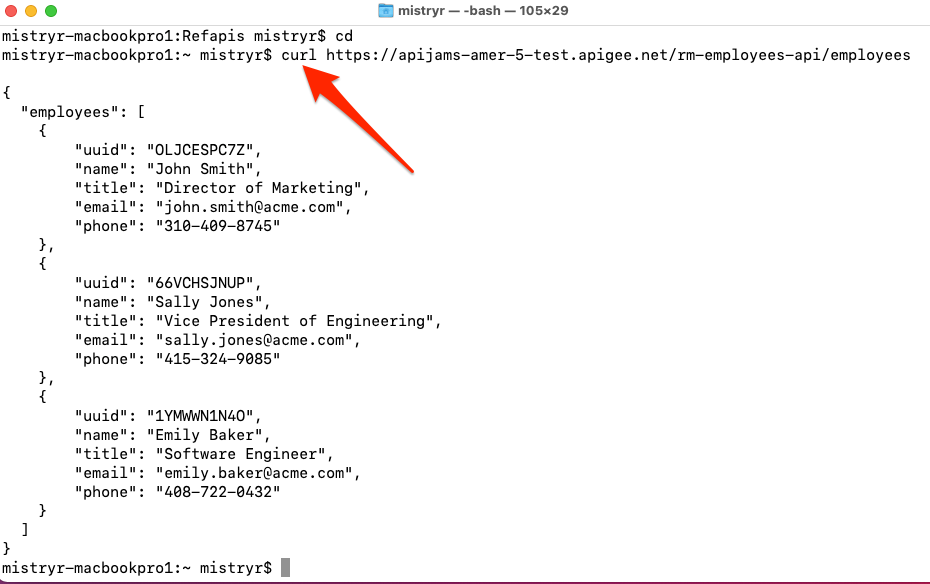 mistryr — -bash — 105×29
mistryr-macbookpro1:Refapis mistryr$ cd
mistryr-macbookpro1:~ mistryr$ curl https://apijams-amer-5-test.apigee.net/rm-employees-api/employees
{
  "employees": [
    {
        "uuid": "OLJCESPC7Z",
        "name": "John Smith",
        "title": "Director of Marketing",
        "email": "john.smith@acme.com",
        "phone": "310-409-8745"
    },
    {
        "uuid": "66VCHSJNUP",
        "name": "Sally Jones",
        "title": "Vice President of Engineering",
        "email": "sally.jones@acme.com",
        "phone": "415-324-9085"
    },
    {
        "uuid": "1YMWWN1N4O",
        "name": "Emily Baker",
        "title": "Software Engineer",
        "email": "emily.baker@acme.com",
        "phone": "408-722-0432"
    }
  ]
}
mistryr-macbookpro1:~ mistryr$